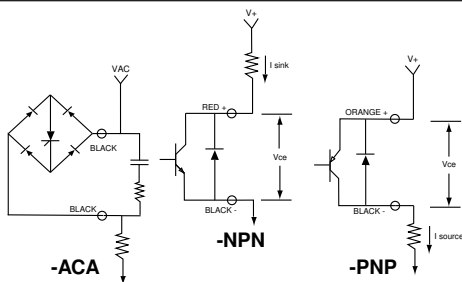 VAC
BLACK
BLACK
-ACA
V+
I sink
RED +
Vce
BLACK -
-NPN
V+
ORANGE +
Vce
BLACK -
I source
-PNP